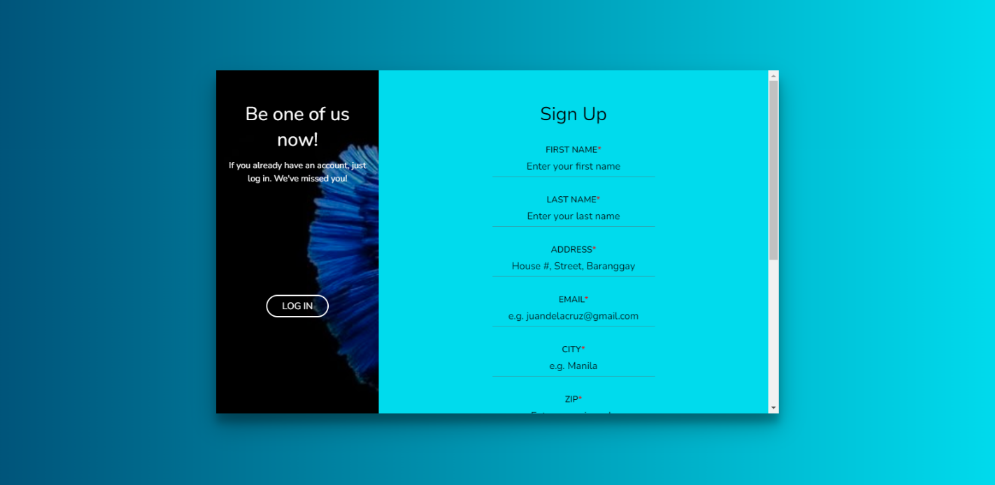 Be one of us
now!
If you already have an account, just
log in. We've missed you!
LOG IN
Sign Up
FIRST NAME*
Enter your first name
LAST NAME*
Enter your last name
ADDRESS*
House #, Street, Baranggay
EMAIL*
e.g. juandelacruz@gmail.com
CITY*
e.g. Manila
ZIP*